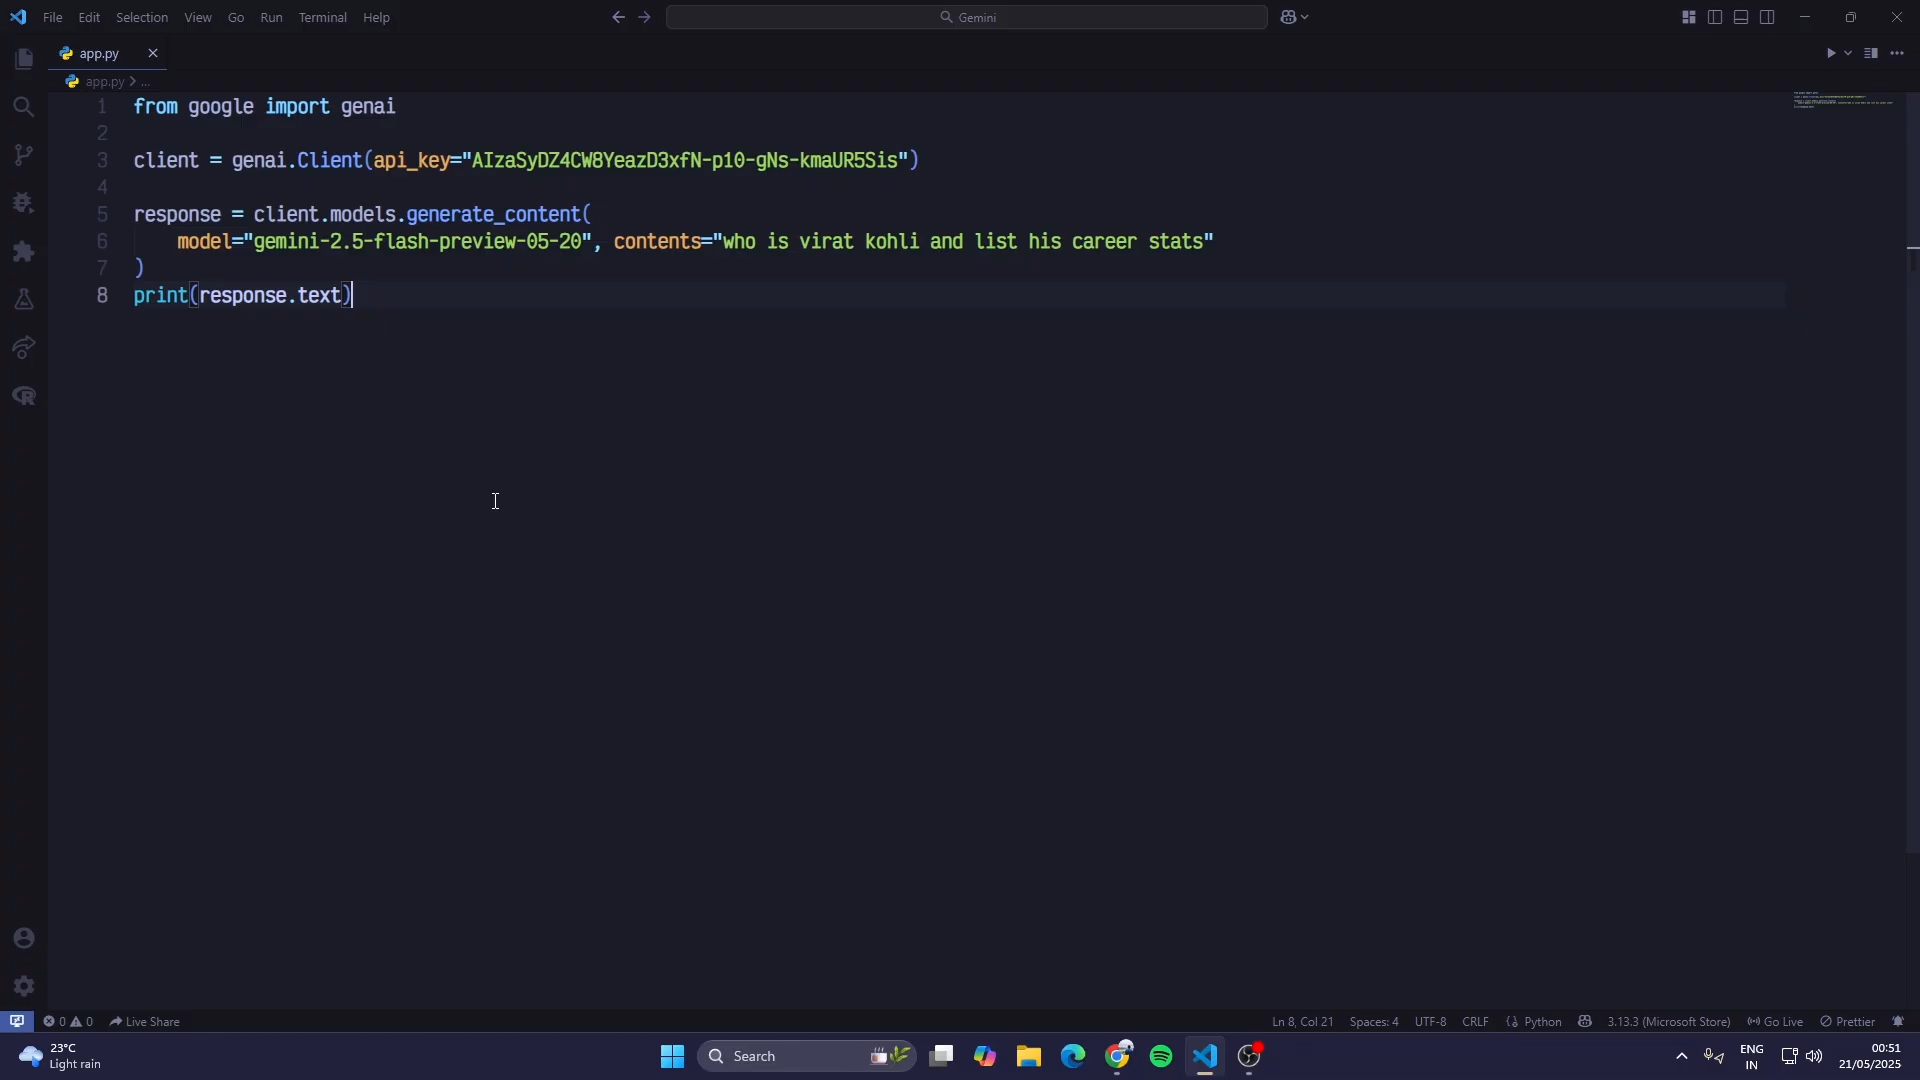 File Edit Selection View Go Run Terminal Help
Gemini
app.py
app.py > ...
1 from google import genai
2
3 client = genai.Client(api_key="AIzaSyDZ4CW8YeazD3xfN-p10-gNs-kmaUR5Sis")
4
5 response = client.models.generate_content(
6     model="gemini-2.5-flash-preview-05-20", contents="who is virat kohli and list his career stats"
7 )
8 print(response.text)
0 0 Live Share
Ln 8, Col 21 Spaces: 4 UTF-8 CRLF Python 3.13.3 (Microsoft Store) Go Live Prettier
23°C
Light rain
Search
ENG
IN
00:51
21/05/2025